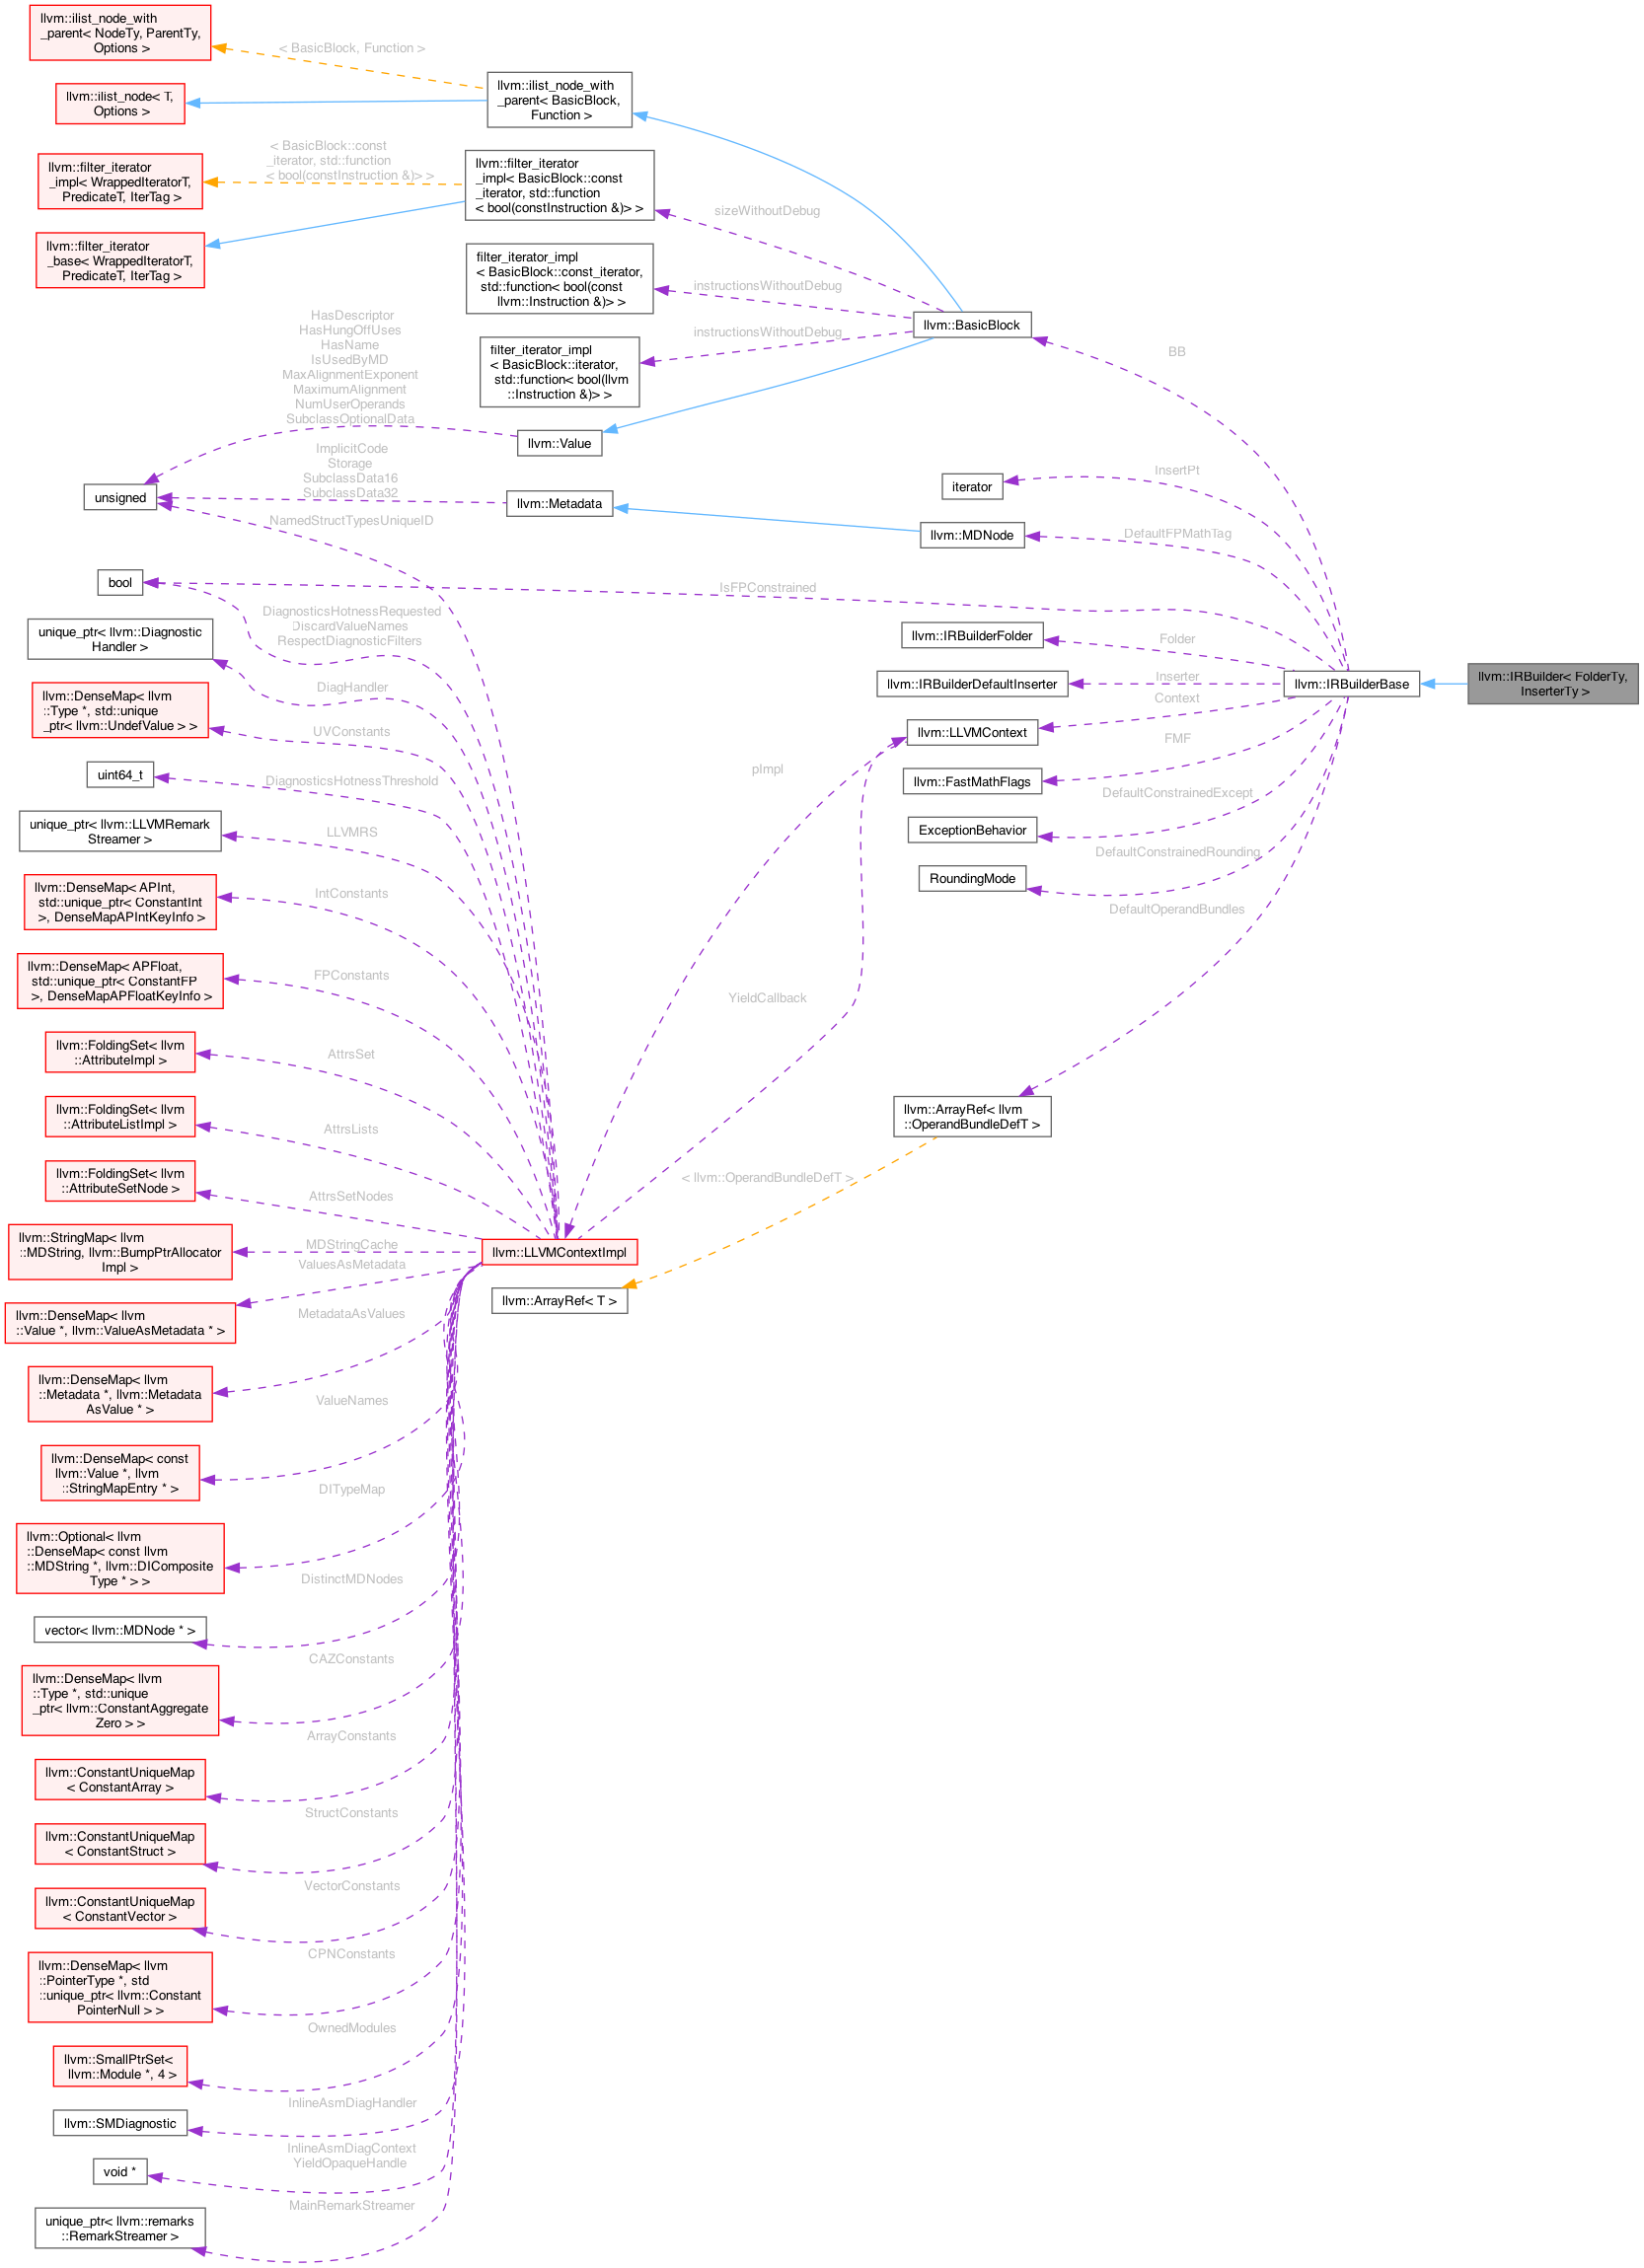 llvm::ilist_node_with
_parent< NodeTy, ParentTy,
Options >
< BasicBlock, Function >
llvm::ilist_node_with
_parent< BasicBlock,
Function >
llvm::ilist_node< T,
Options >
llvm::filter_iterator
_impl< WrappedIteratorT,
PredicateT, IterTag >
< BasicBlock::const
_iterator, std::function
< bool(constInstruction &)> >
llvm::filter_iterator
_impl< BasicBlock::const
_iterator, std::function
< bool(constInstruction &)> >
llvm::filter_iterator
_base< WrappedIteratorT,
PredicateT, IterTag >
sizeWithoutDebug
filter_iterator_impl
< BasicBlock::const_iterator,
std::function< bool(const
llvm::Instruction &)> >
instructionsWithoutDebug
filter_iterator_impl
< BasicBlock::iterator,
std::function< bool(llvm
::Instruction &)> >
instructionsWithoutDebug
llvm::BasicBlock
BB
HasDescriptor
HasHungOffUses
HasName
IsUsedByMD
MaxAlignmentExponent
MaximumAlignment
NumUserOperands
SubclassOptionalData
llvm::Value
ImplicitCode
Storage
SubclassData16
SubclassData32
unsigned
llvm::Metadata
iterator
InsertPt
NamedStructTypesUniqueID
llvm::MDNode
DefaultFPMathTag
bool
IsFPConstrained
DiagnosticsHotnessRequested
DiscardValueNames
RespectDiagnosticFilters
unique_ptr< llvm::Diagnostic
Handler >
llvm::IRBuilderFolder
Folder
DiagHandler
llvm::IRBuilderDefaultInserter
Inserter
llvm::IRBuilderBase
llvm::IRBuilder< FolderTy,
InserterTy >
llvm::DenseMap< llvm
::Type *, std::unique
_ptr< llvm::UndefValue > >
UVConstants
llvm::LLVMContext
Context
FMF
pImpl
uint64_t
DiagnosticsHotnessThreshold
llvm::FastMathFlags
DefaultConstrainedExcept
unique_ptr< llvm::LLVMRemark
Streamer >
LLVMRS
ExceptionBehavior
DefaultConstrainedRounding
RoundingMode
DefaultOperandBundles
llvm::DenseMap< APInt,
std::unique_ptr< ConstantInt
>, DenseMapAPIntKeyInfo >
IntConstants
llvm::DenseMap< APFloat,
std::unique_ptr< ConstantFP
>, DenseMapAPFloatKeyInfo >
FPConstants
YieldCallback
llvm::FoldingSet< llvm
::AttributeImpl >
AttrsSet
llvm::FoldingSet< llvm
::AttributeListImpl >
AttrsLists
llvm::ArrayRef< llvm
::OperandBundleDefT >
llvm::FoldingSet< llvm
::AttributeSetNode >
AttrsSetNodes
< llvm::OperandBundleDefT >
llvm::StringMap< llvm
::MDString, llvm::BumpPtrAllocator
Impl >
MDStringCache
llvm::LLVMContextImpl
ValuesAsMetadata
llvm::ArrayRef< T >
llvm::DenseMap< llvm
::Value *, llvm::ValueAsMetadata * >
MetadataAsValues
llvm::DenseMap< llvm
::Metadata *, llvm::Metadata
AsValue * >
ValueNames
llvm::DenseMap< const
llvm::Value *, llvm
::StringMapEntry * >
DITypeMap
llvm::Optional< llvm
::DenseMap< const llvm
::MDString *, llvm::DIComposite
Type * > >
DistinctMDNodes
vector< llvm::MDNode * >
CAZConstants
llvm::DenseMap< llvm
::Type *, std::unique
_ptr< llvm::ConstantAggregate
Zero > >
ArrayConstants
llvm::ConstantUniqueMap
< ConstantArray >
StructConstants
llvm::ConstantUniqueMap
< ConstantStruct >
VectorConstants
llvm::ConstantUniqueMap
< ConstantVector >
CPNConstants
llvm::DenseMap< llvm
::PointerType *, std
::unique_ptr< llvm::Constant
PointerNull > >
OwnedModules
llvm::SmallPtrSet<
llvm::Module *, 4 >
InlineAsmDiagHandler
llvm::SMDiagnostic
InlineAsmDiagContext
YieldOpaqueHandle
void *
MainRemarkStreamer
unique_ptr< llvm::remarks
::RemarkStreamer >